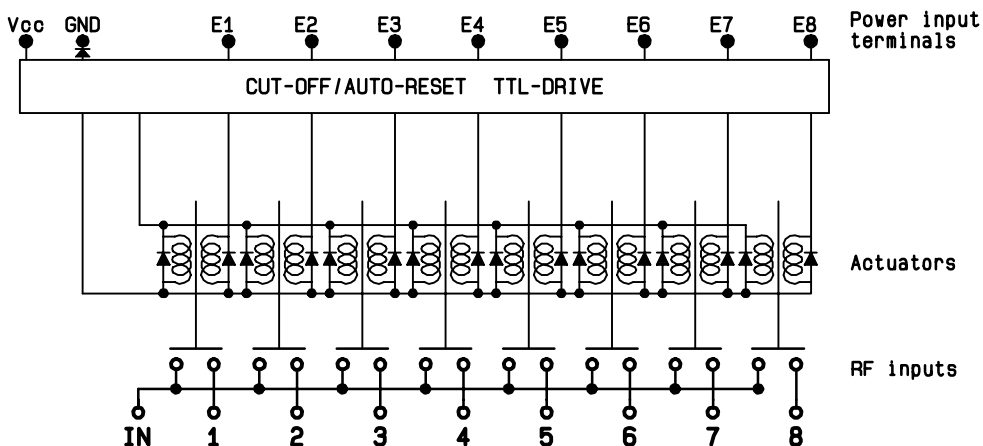 Vcc GND E1 E2 E3 E4 E5 E6 E7 E8 Power input
terminals
CUT-OFF/AUTO-RESET TTL-DRIVE
Actuators
RF inputs
IN 1 2 3 4 5 6 7 8